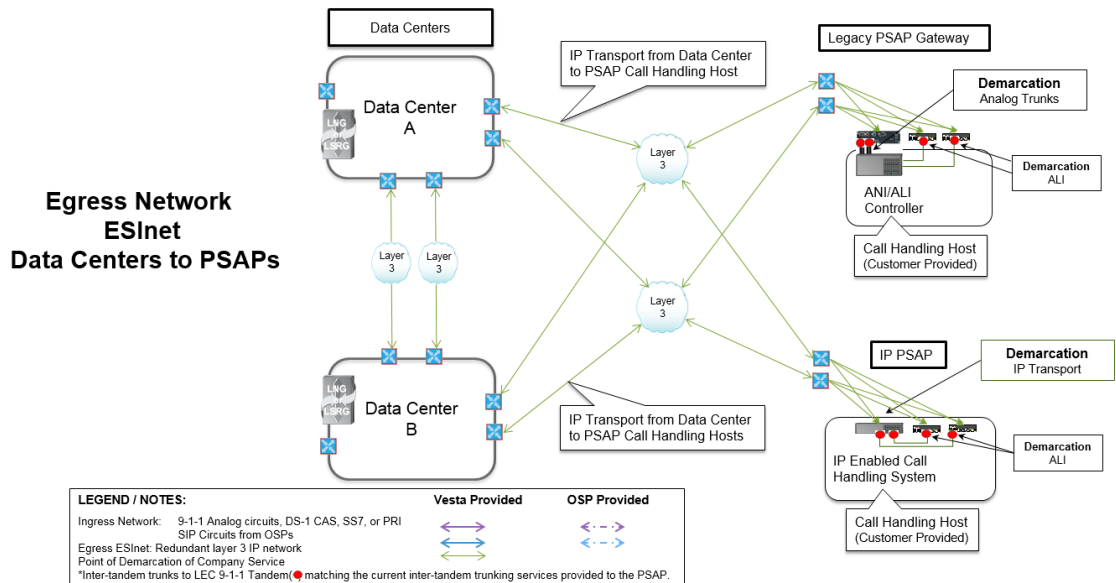 Data Centers
IP Transport from Data Center
to PSAP Call Handling Host
Legacy PSAP Gateway
Demarcation
Analog Trunks
Data Center
A
LNG
LSRG
Layer
3
Demarcation
ALI
ANI/ALI
Controller
Call Handling Host
(Customer Provided)
Egress Network
ESInet
Data Centers to PSAPs
Layer
3
Layer
3
Layer
3
IP PSAP
Demarcation
IP Transport
LNG
LSRG
Data Center
B
IP Transport from Data Center
to PSAP Call Handling Hosts
Demarcation
ALI
IP Enabled Call
Handling System
Call Handling Host
(Customer Provided)
LEGEND / NOTES:
Vesta Provided
OSP Provided
Ingress Network: 9-1-1 Analog circuits, DS-1 CAS, SS7, or PRI
SIP Circuits from OSPs
Egress ESInet: Redundant layer 3 IP network
Point of Demarcation of Company Service
*Inter-tandem trunks to LEC 9-1-1 Tandem( matching the current inter-tandem trunking services provided to the PSAP.